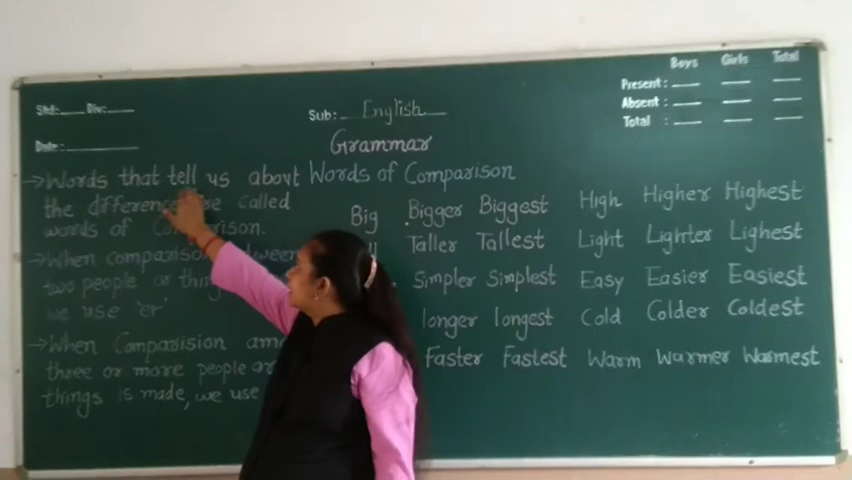 Boys Girls Total
Present :
Absent :
Total :
Std: Div:
Sub: English
Date:
Grammar
Words of Comparison
→ Words that tell us about
the difference are called
words of Comparison.
→ When comparison between
two people or
we use 'er'
→ When Comparision
three or more people
things is made, we use
Big Bigger Biggest
Taller Tallest
Simpler Simplest
longer longest
Faster Fastest
High Higher Highest
Light Lighter Lighest
Easy Easier Easiest
Cold Colder Coldest
Warm Warmer Warmest